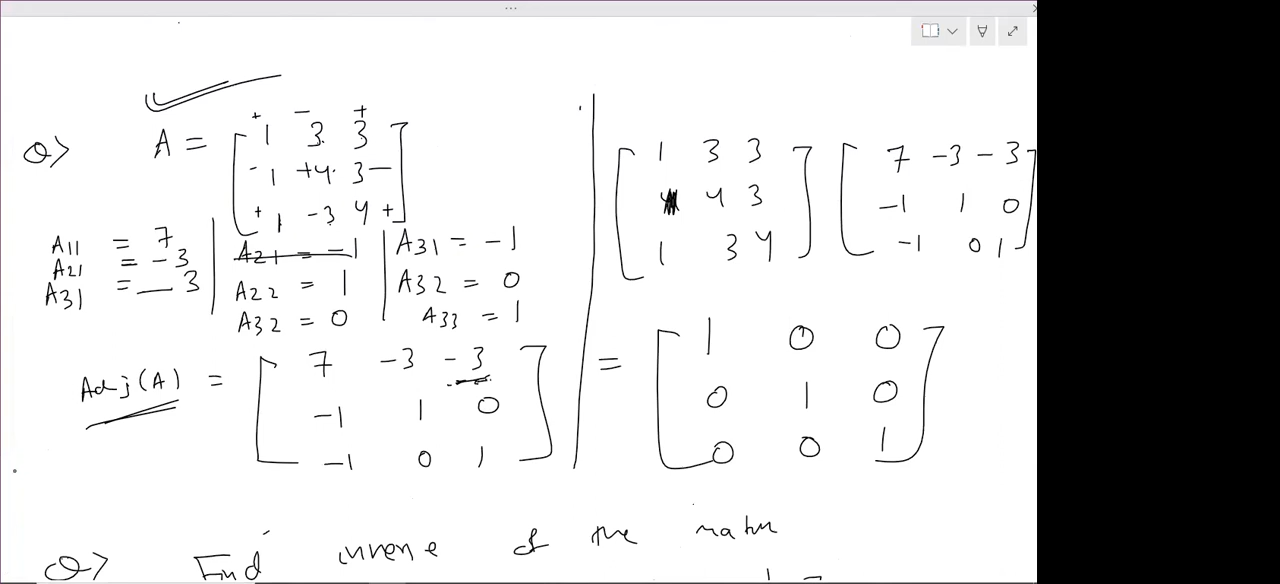 Q> A = [ 1 3 3
1 4 3
1 -3 4 ]
A11 = 7
A21 = -3
A31 = -3
A21 = -1
A22 = 1
A32 = 0
A31 = -1
A32 = 0
A33 = 1
Adj(A) = [ 7 -3 -3
-1 1 0
-1 0 1 ]
[ 1 3 3
4 3
1 3 4 ] [ 7 -3 -3
-1 1 0
-1 0 1 ]
= [ 1 0 0
0 1 0
0 0 1 ]
Q> Find inverse of the